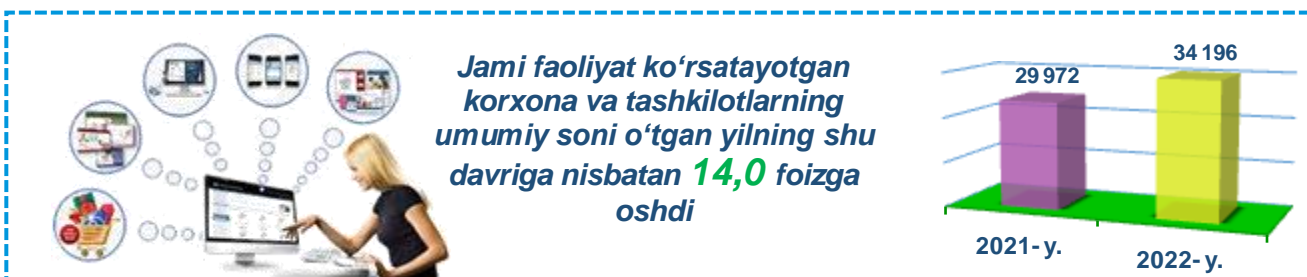 Jami faoliyat ko‘rsatayotgan
korxona va tashkilotlarning
umumiy soni o‘tgan yilning shu
davriga nisbatan 14,0 foizga
oshdi
29 972
34 196
2021- y.
2022- y.